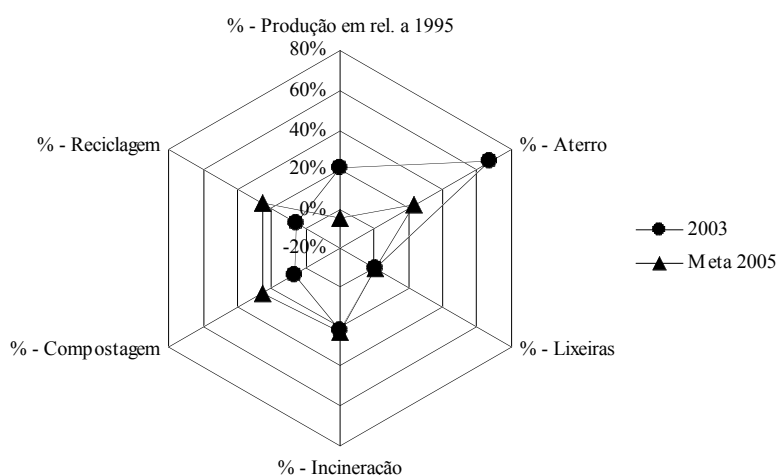 % - Produção em rel. a 1995
80%
60%
40%
20%
0%
-20%
% - Aterro
% - Lixeiras
% - Incineração
% - Compostagem
% - Reciclagem
2003
Meta 2005